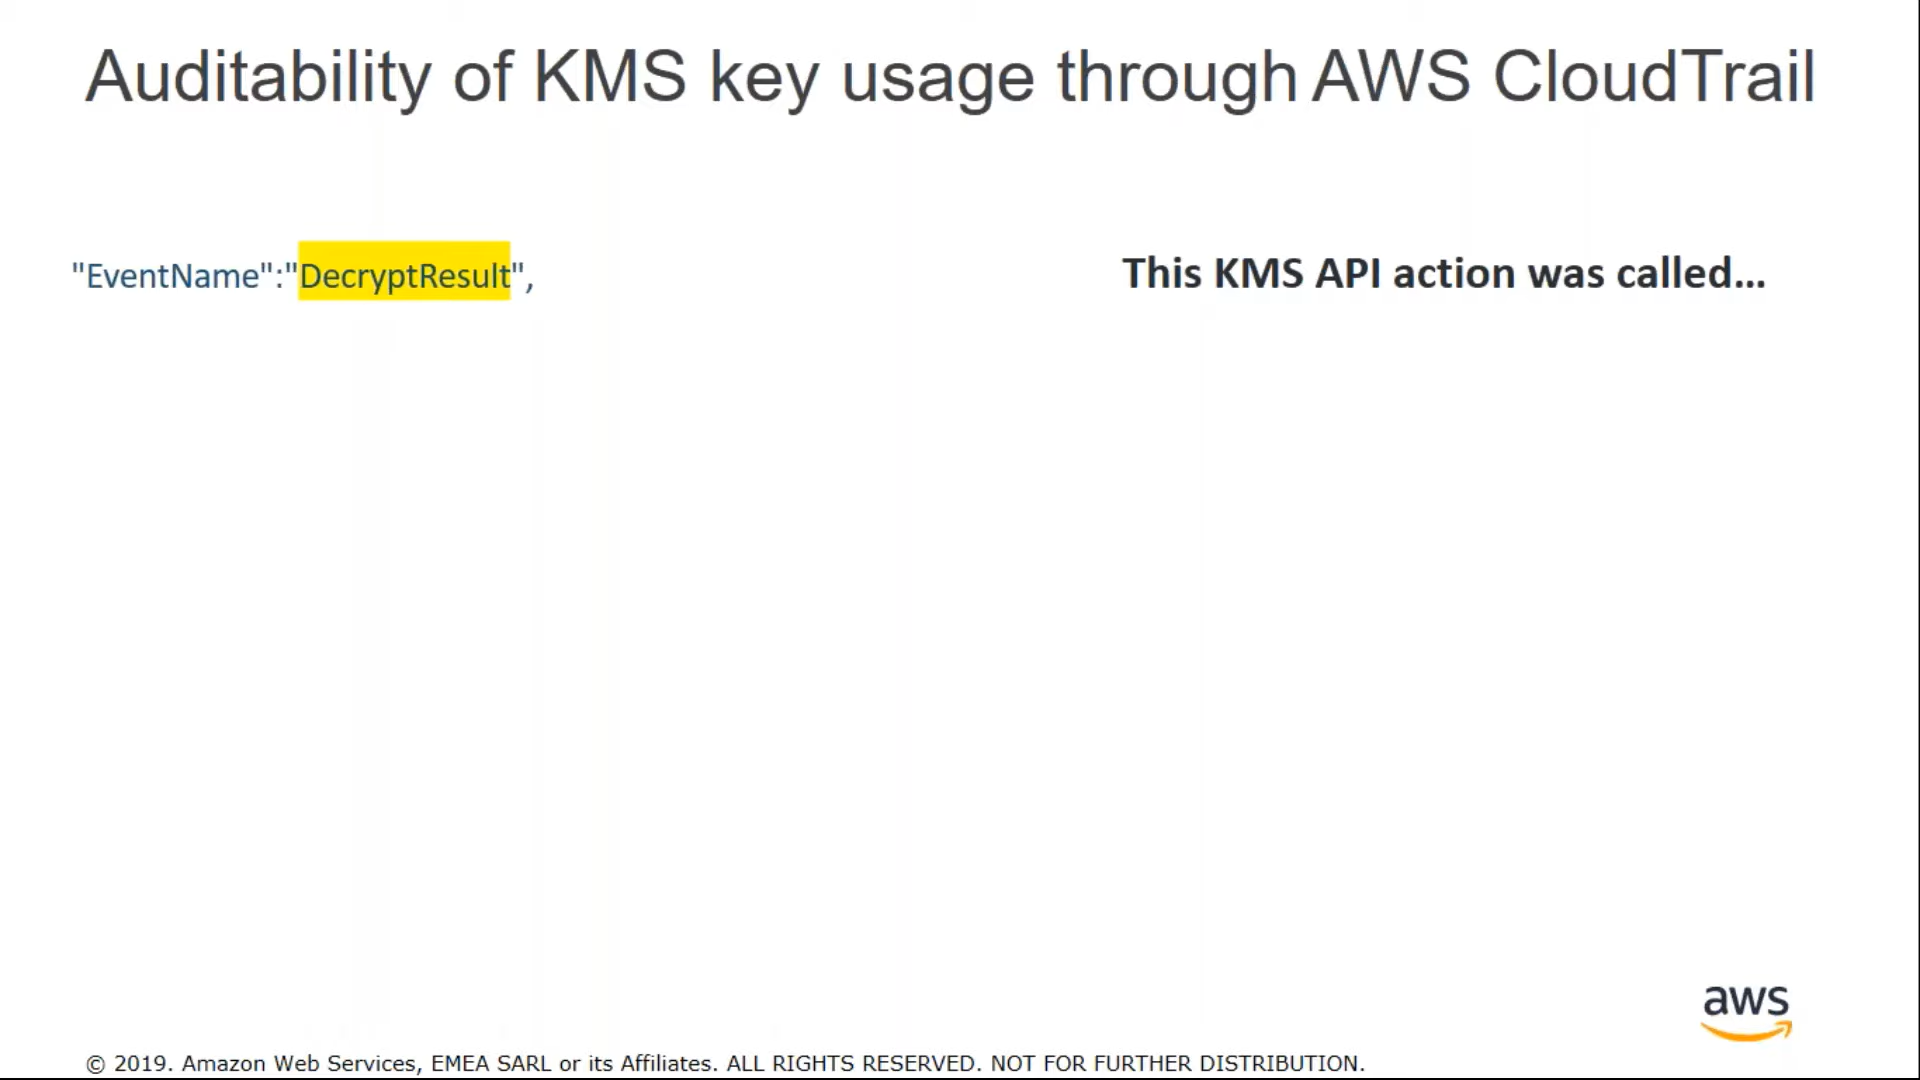 Auditability of KMS key usage through AWS CloudTrail
"EventName":"DecryptResult",
This KMS API action was called...
aws
© 2019. Amazon Web Services, EMEA SARL or its Affiliates. ALL RIGHTS RESERVED. NOT FOR FURTHER DISTRIBUTION.